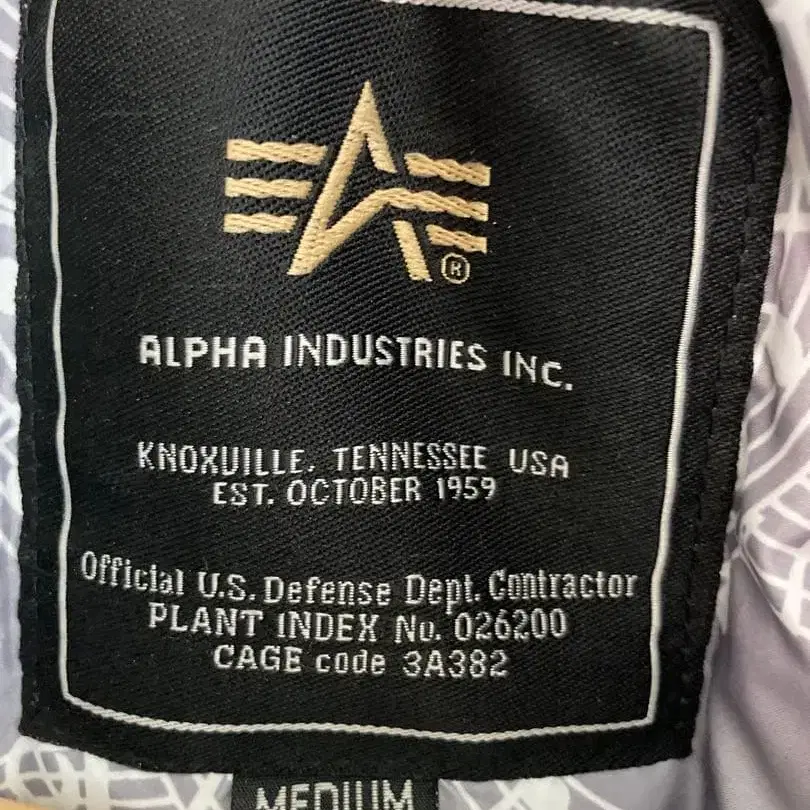 ®
ALPHA INDUSTRIES INC.
KNOXVILLE, TENNESSEE USA
EST. OCTOBER 1959
Official U.S. Defense Dept. Contractor
PLANT INDEX No. 026200
CAGE code 3A382
MEDIUM